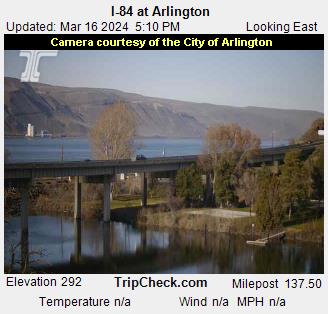 I-84 at Arlington
Updated: Mar 16 2024 5:10 PM Looking East
Camera courtesy of the City of Arlington
Elevation 292 TripCheck.com Milepost 137.50
Temperature n/a Wind n/a MPH n/a